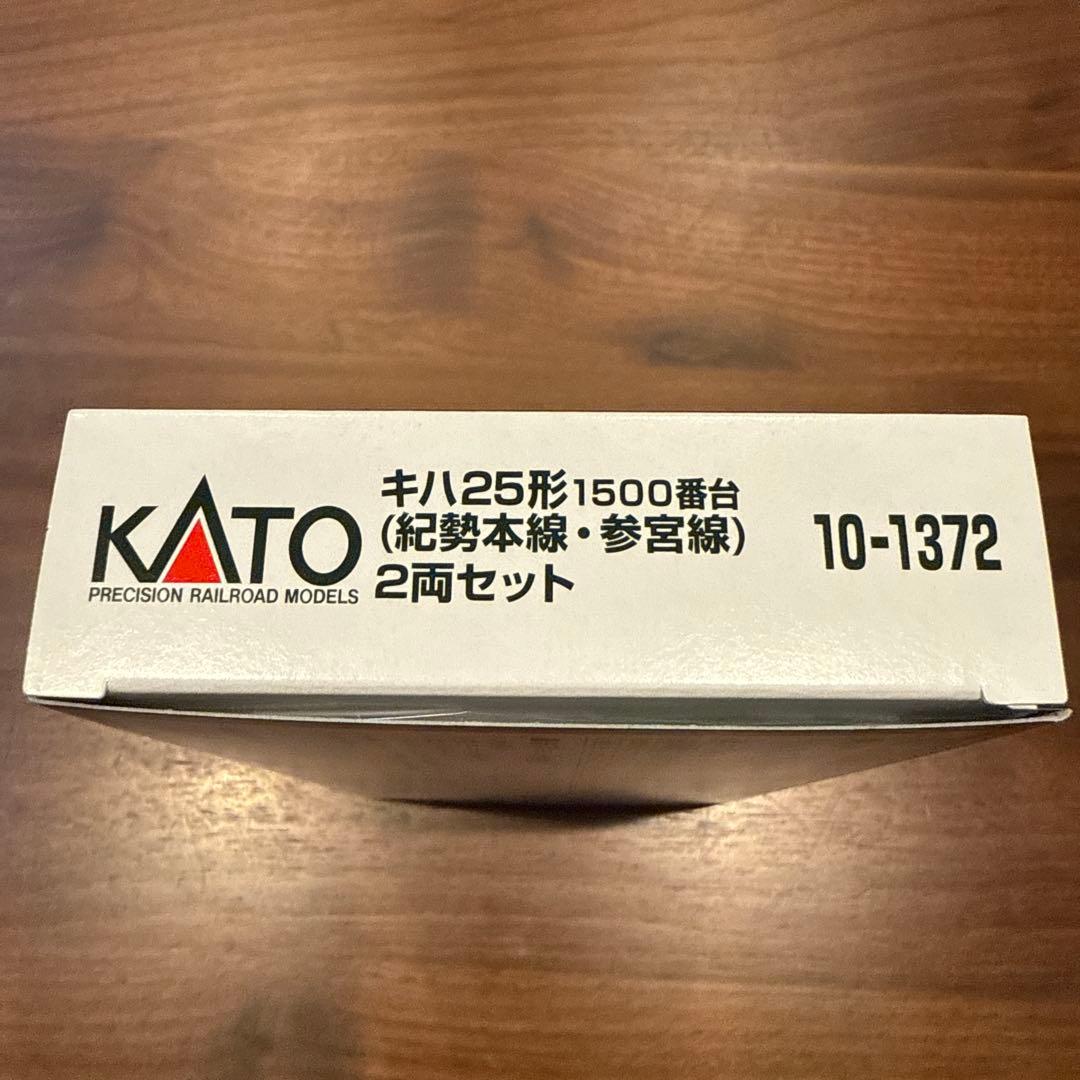 KATO
PRECISION RAILROAD MODELS
キハ25形1500番台
(紀勢本線・参宮線)
2両セット
10-1372